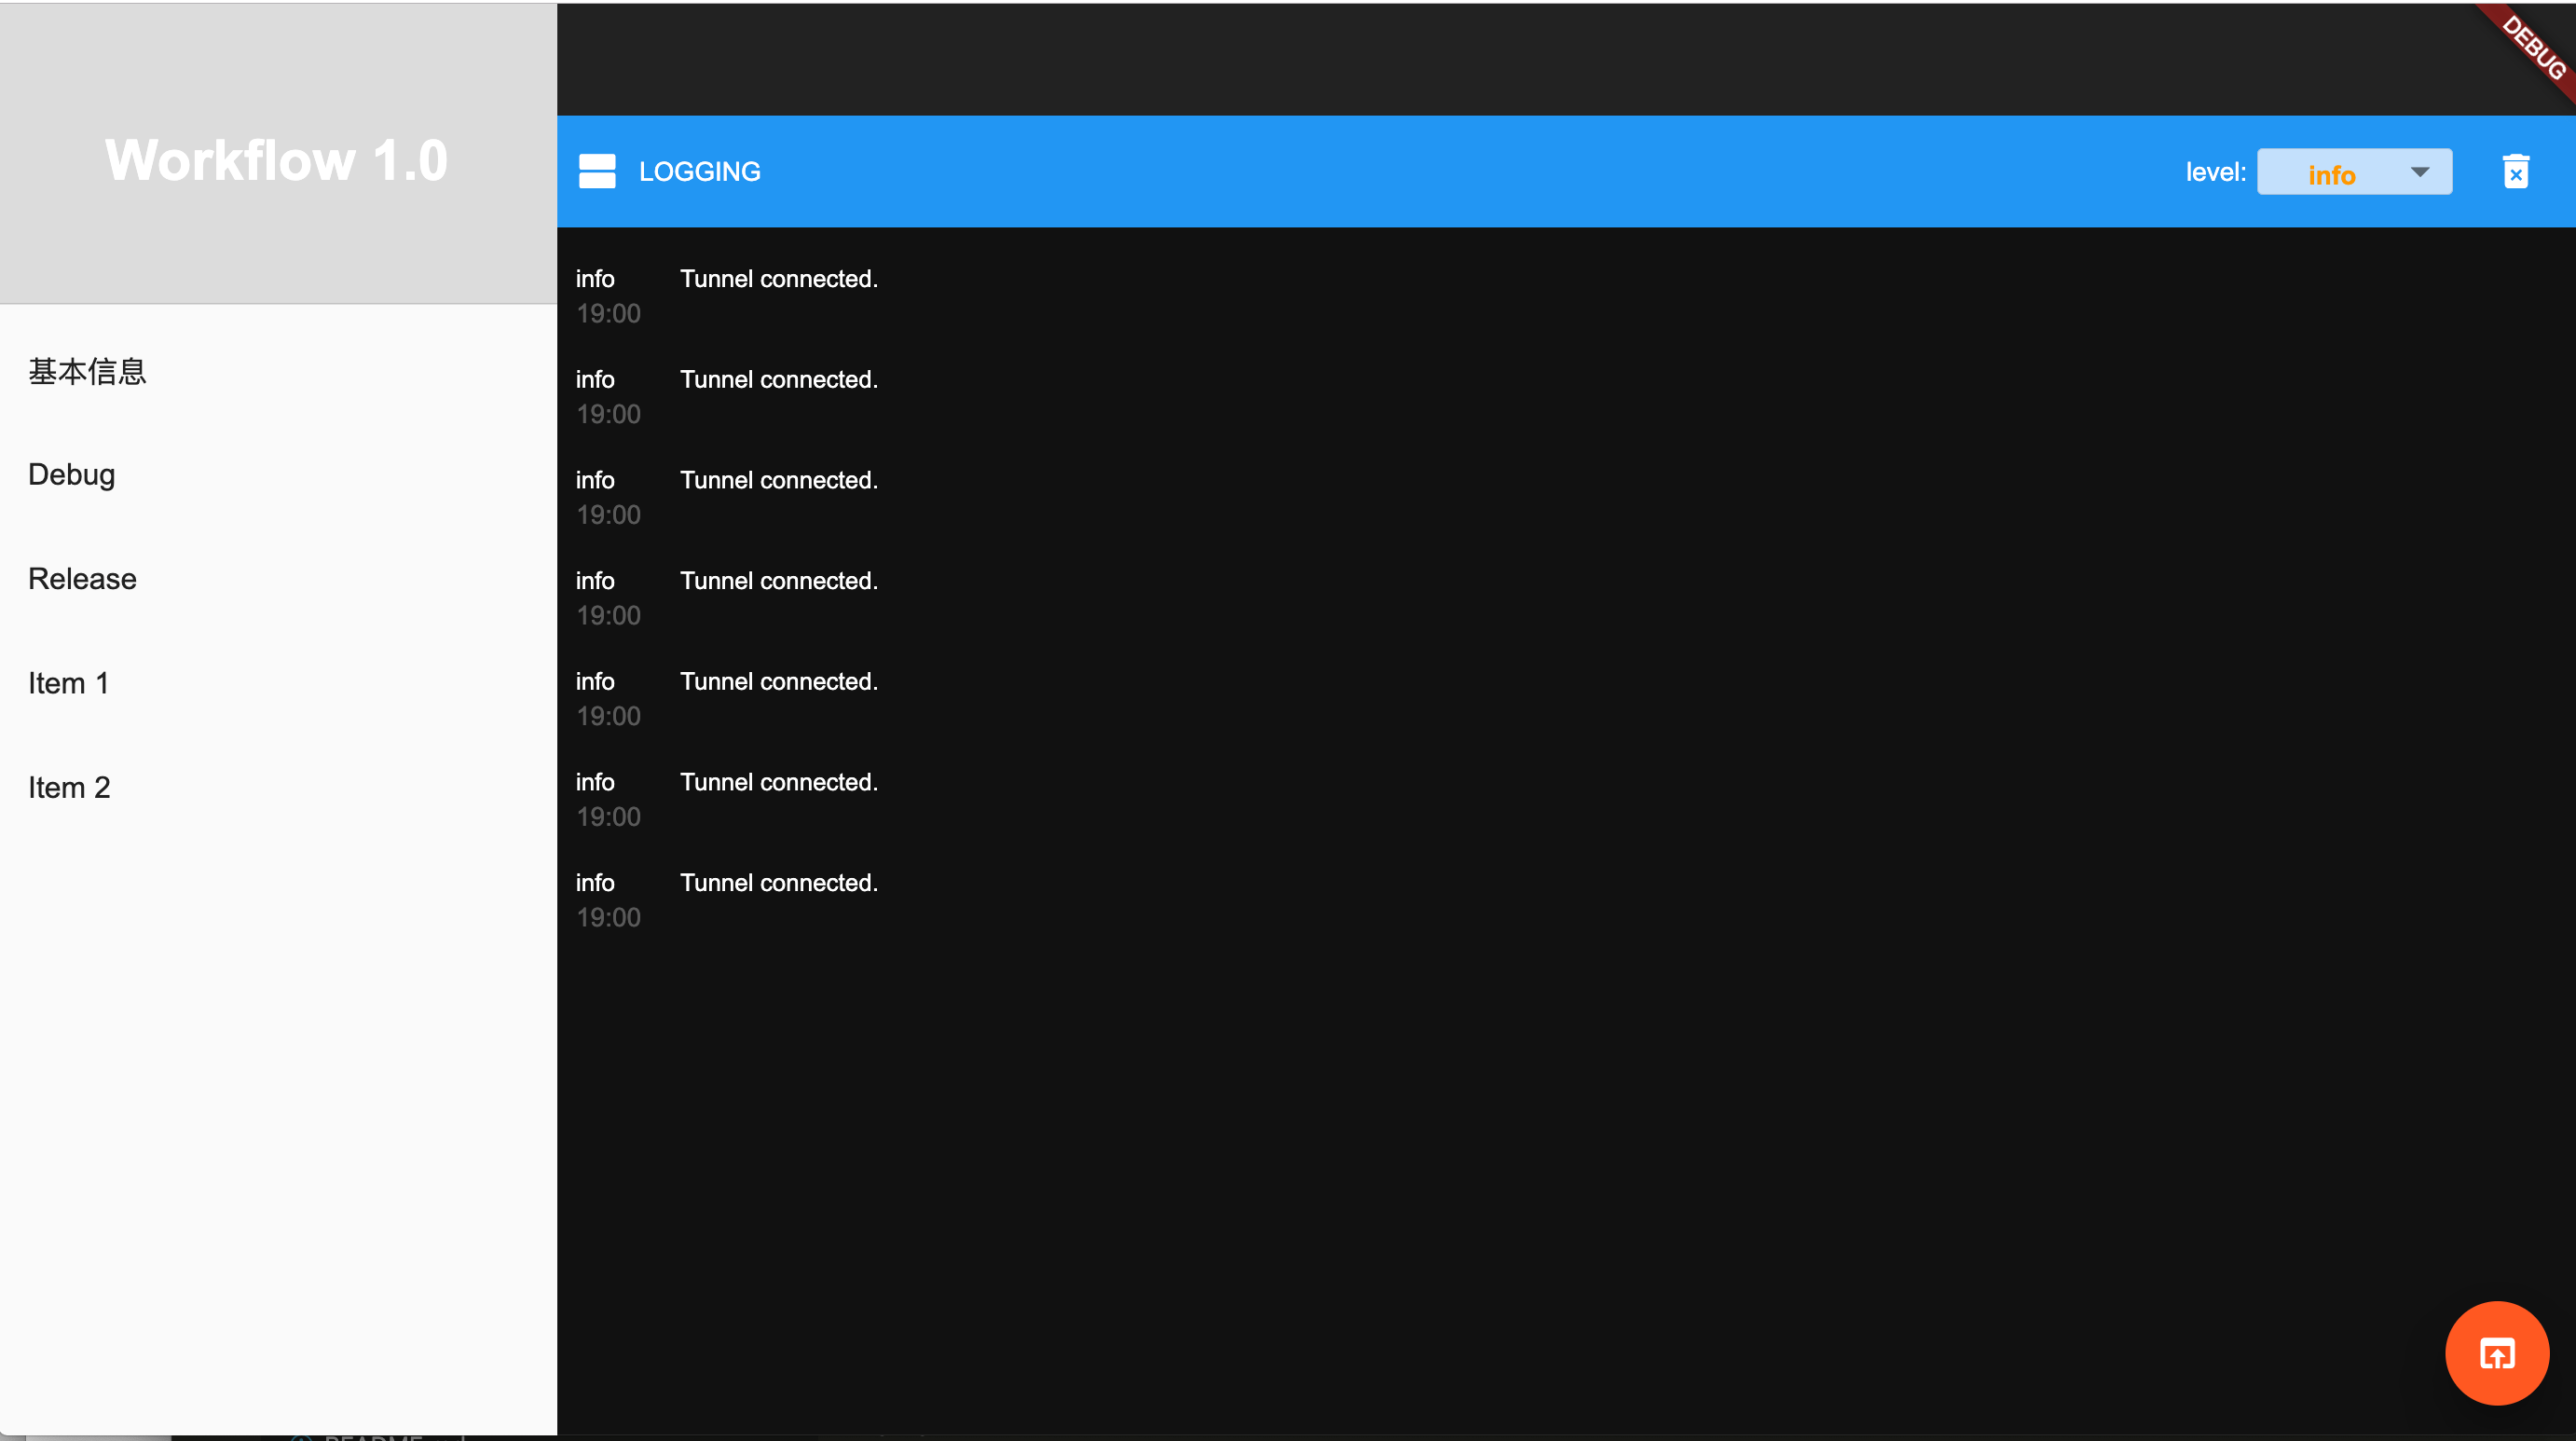 Workflow 1.0
基本信息
Debug
Release
Item 1
Item 2
DEBUG
LOGGING
level: info
info Tunnel connected.
19:00
info Tunnel connected.
19:00
info Tunnel connected.
19:00
info Tunnel connected.
19:00
info Tunnel connected.
19:00
info Tunnel connected.
19:00
info Tunnel connected.
19:00